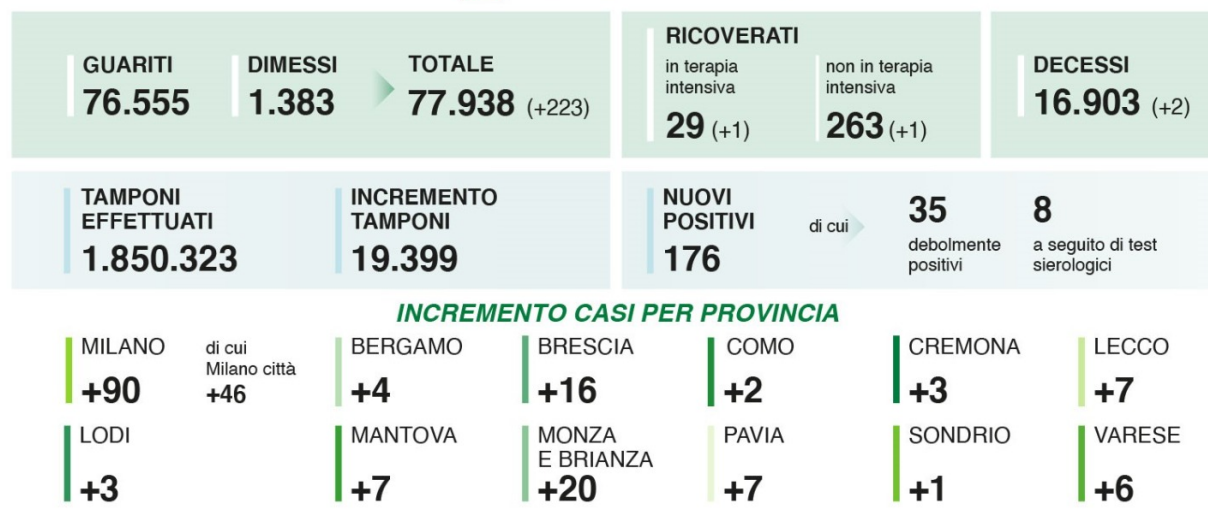 GUARITI
76.555
DIMESSI
1.383
TOTALE
77.938 (+223)
RICOVERATI
in terapia
intensiva
29 (+1)
non in terapia
intensiva
263 (+1)
DECESSI
16.903 (+2)
TAMPONI
EFFETTUATI
1.850.323
INCREMENTO
TAMPONI
19.399
NUOVI
POSITIVI
176
di cui
35
debolmente
positivi
8
a seguito di test
sierologici
INCREMENTO CASI PER PROVINCIA
MILANO
+90
di cui
Milano città
+46
BERGAMO
+4
BRESCIA
+16
COMO
+2
CREMONA
+3
LECCO
+7
LODI
+3
MANTOVA
+7
MONZA
E BRIANZA
+20
PAVIA
+7
SONDRIO
+1
VARESE
+6